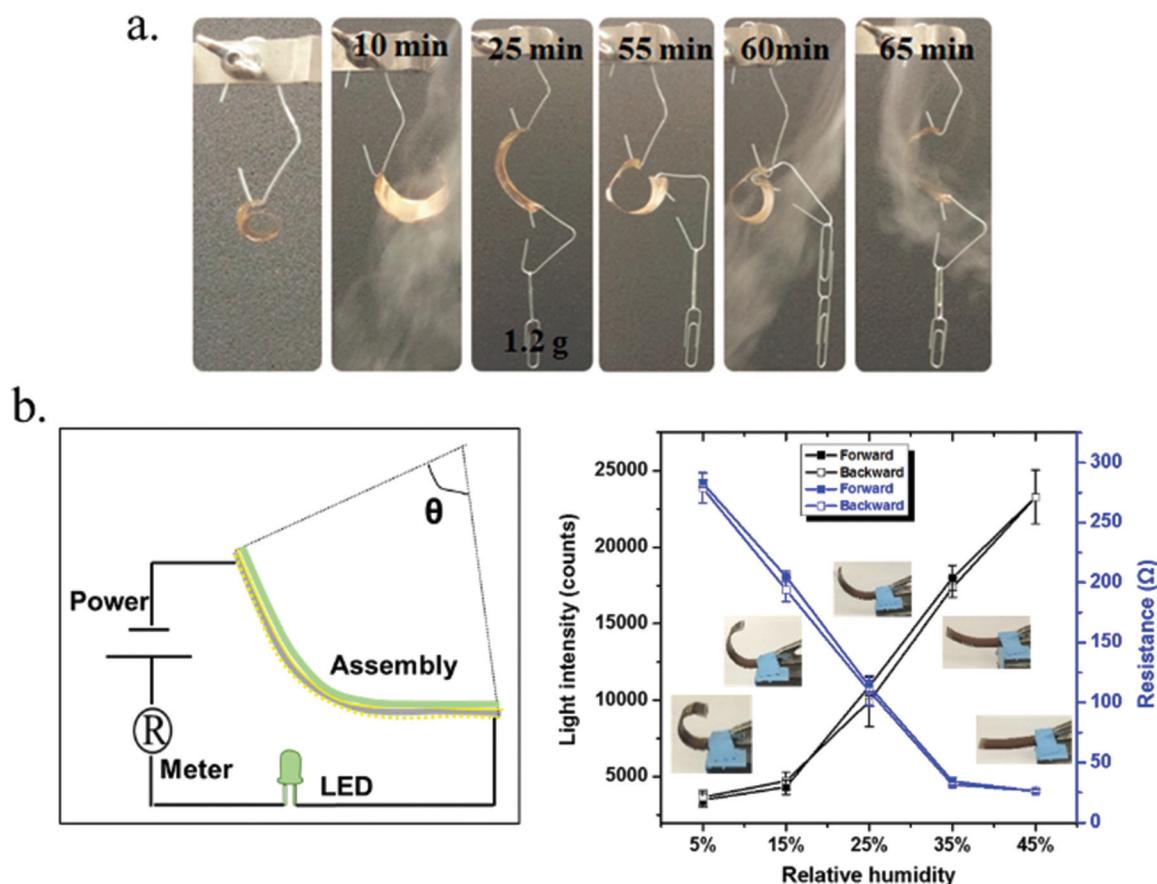 a.
10 min
25 min
55 min
60min
65 min
1.2 g
b.
θ
Power
Assembly
R
Meter
LED
Forward
Backward
Forward
Backward
Light intensity (counts)
25000
20000
15000
10000
5000
300
250
200
150
100
50
0
Resistance (Ω)
5%
15%
25%
35%
45%
Relative humidity